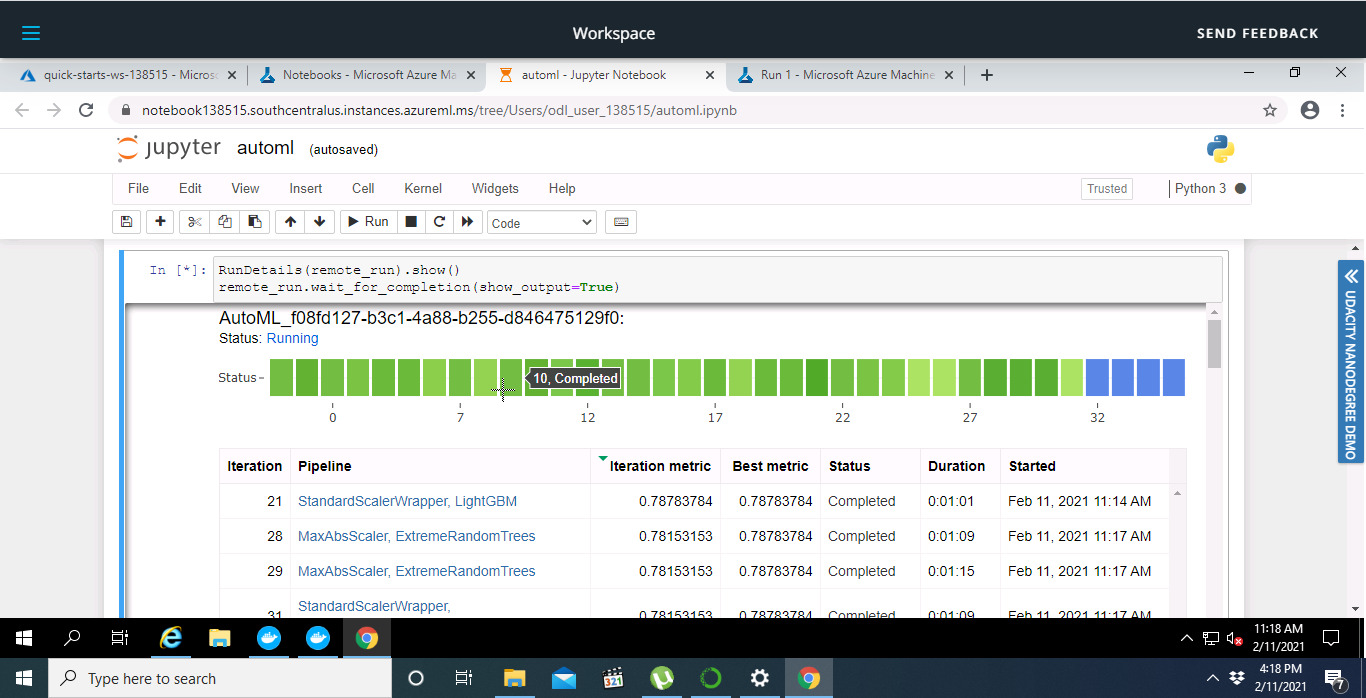 Workspace
SEND FEEDBACK
quick-starts-ws-138515 - Micros
Notebooks - Microsoft Azure Ma
automl - Jupyter Notebook
Run 1 - Microsoft Azure Machine
notebook138515.southcentralus.instances.azureml.ms/tree/Users/odl_user_138515/automl.ipynb
jupyter automl (autosaved)
File Edit View Insert Cell Kernel Widgets Help
Trusted
Python 3
Run
Code
In [*]:
RunDetails(remote_run).show()
remote_run.wait_for_completion(show_output=True)
UDACITY NANODEGREE DEMO
AutoML_f08fd127-b3c1-4a88-b255-d846475129f0:
Status: Running
Status
10, Completed
0 7 12 17 22 27 32
Iteration Pipeline Iteration metric Best metric Status Duration Started
21 StandardScalerWrapper, LightGBM 0.78783784 0.78783784 Completed 0:01:01 Feb 11, 2021 11:14 AM
28 MaxAbsScaler, ExtremeRandomTrees 0.78153153 0.78783784 Completed 0:01:09 Feb 11, 2021 11:17 AM
29 MaxAbsScaler, ExtremeRandomTrees 0.78153153 0.78783784 Completed 0:01:15 Feb 11, 2021 11:17 AM
StandardScalerWrapper,
31 0.78153153 0.78783784 Completed 0:01:09 Feb 11, 2021 11:17 AM
11:18 AM
2/11/2021
Type here to search
321
4:18 PM
2/11/2021
7